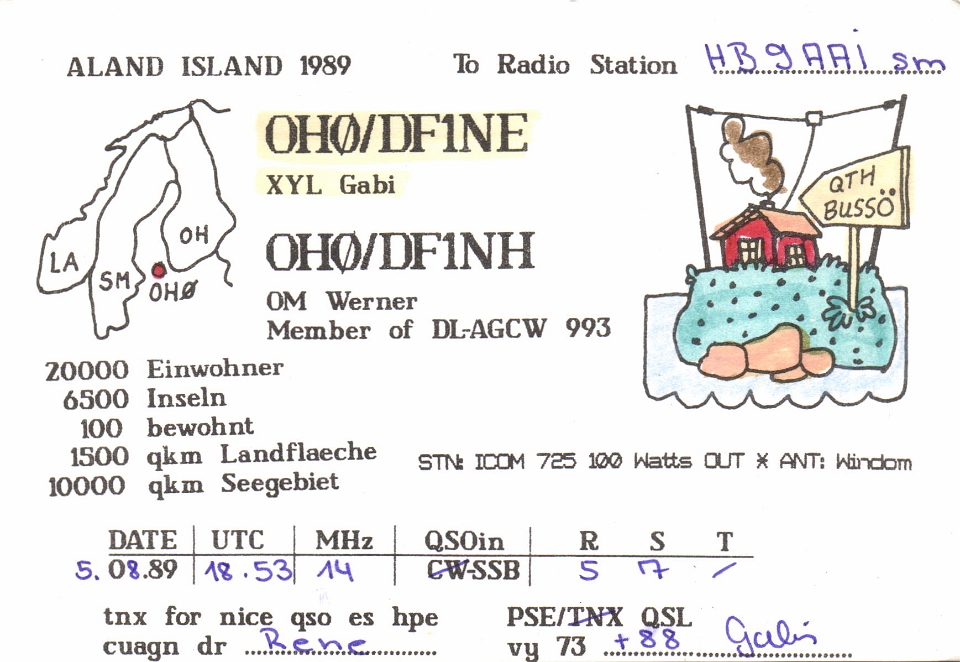 ALAND ISLAND 1989
To Radio Station HB9AAI sm
OHØ/DF1NE
XYL Gabi
OHØ/DF1NH
OM Werner
Member of DL-AGCW 993
LA
SM
OH
OHØ
QTH
BUSSÖ
20000 Einwohner
6500 Inseln
100 bewohnt
1500 qkm Landflaeche
10000 qkm Seegebiet
STN: ICOM 725 100 Watts OUT * ANT: Windom
DATE UTC MHz QSOin R S T
5. 08.89 18.53 14 CW-SSB 5 7 /
tnx for nice qso es hpe
cuagn dr Rene
PSE/TNX QSL
vy 73 +88 Gabi